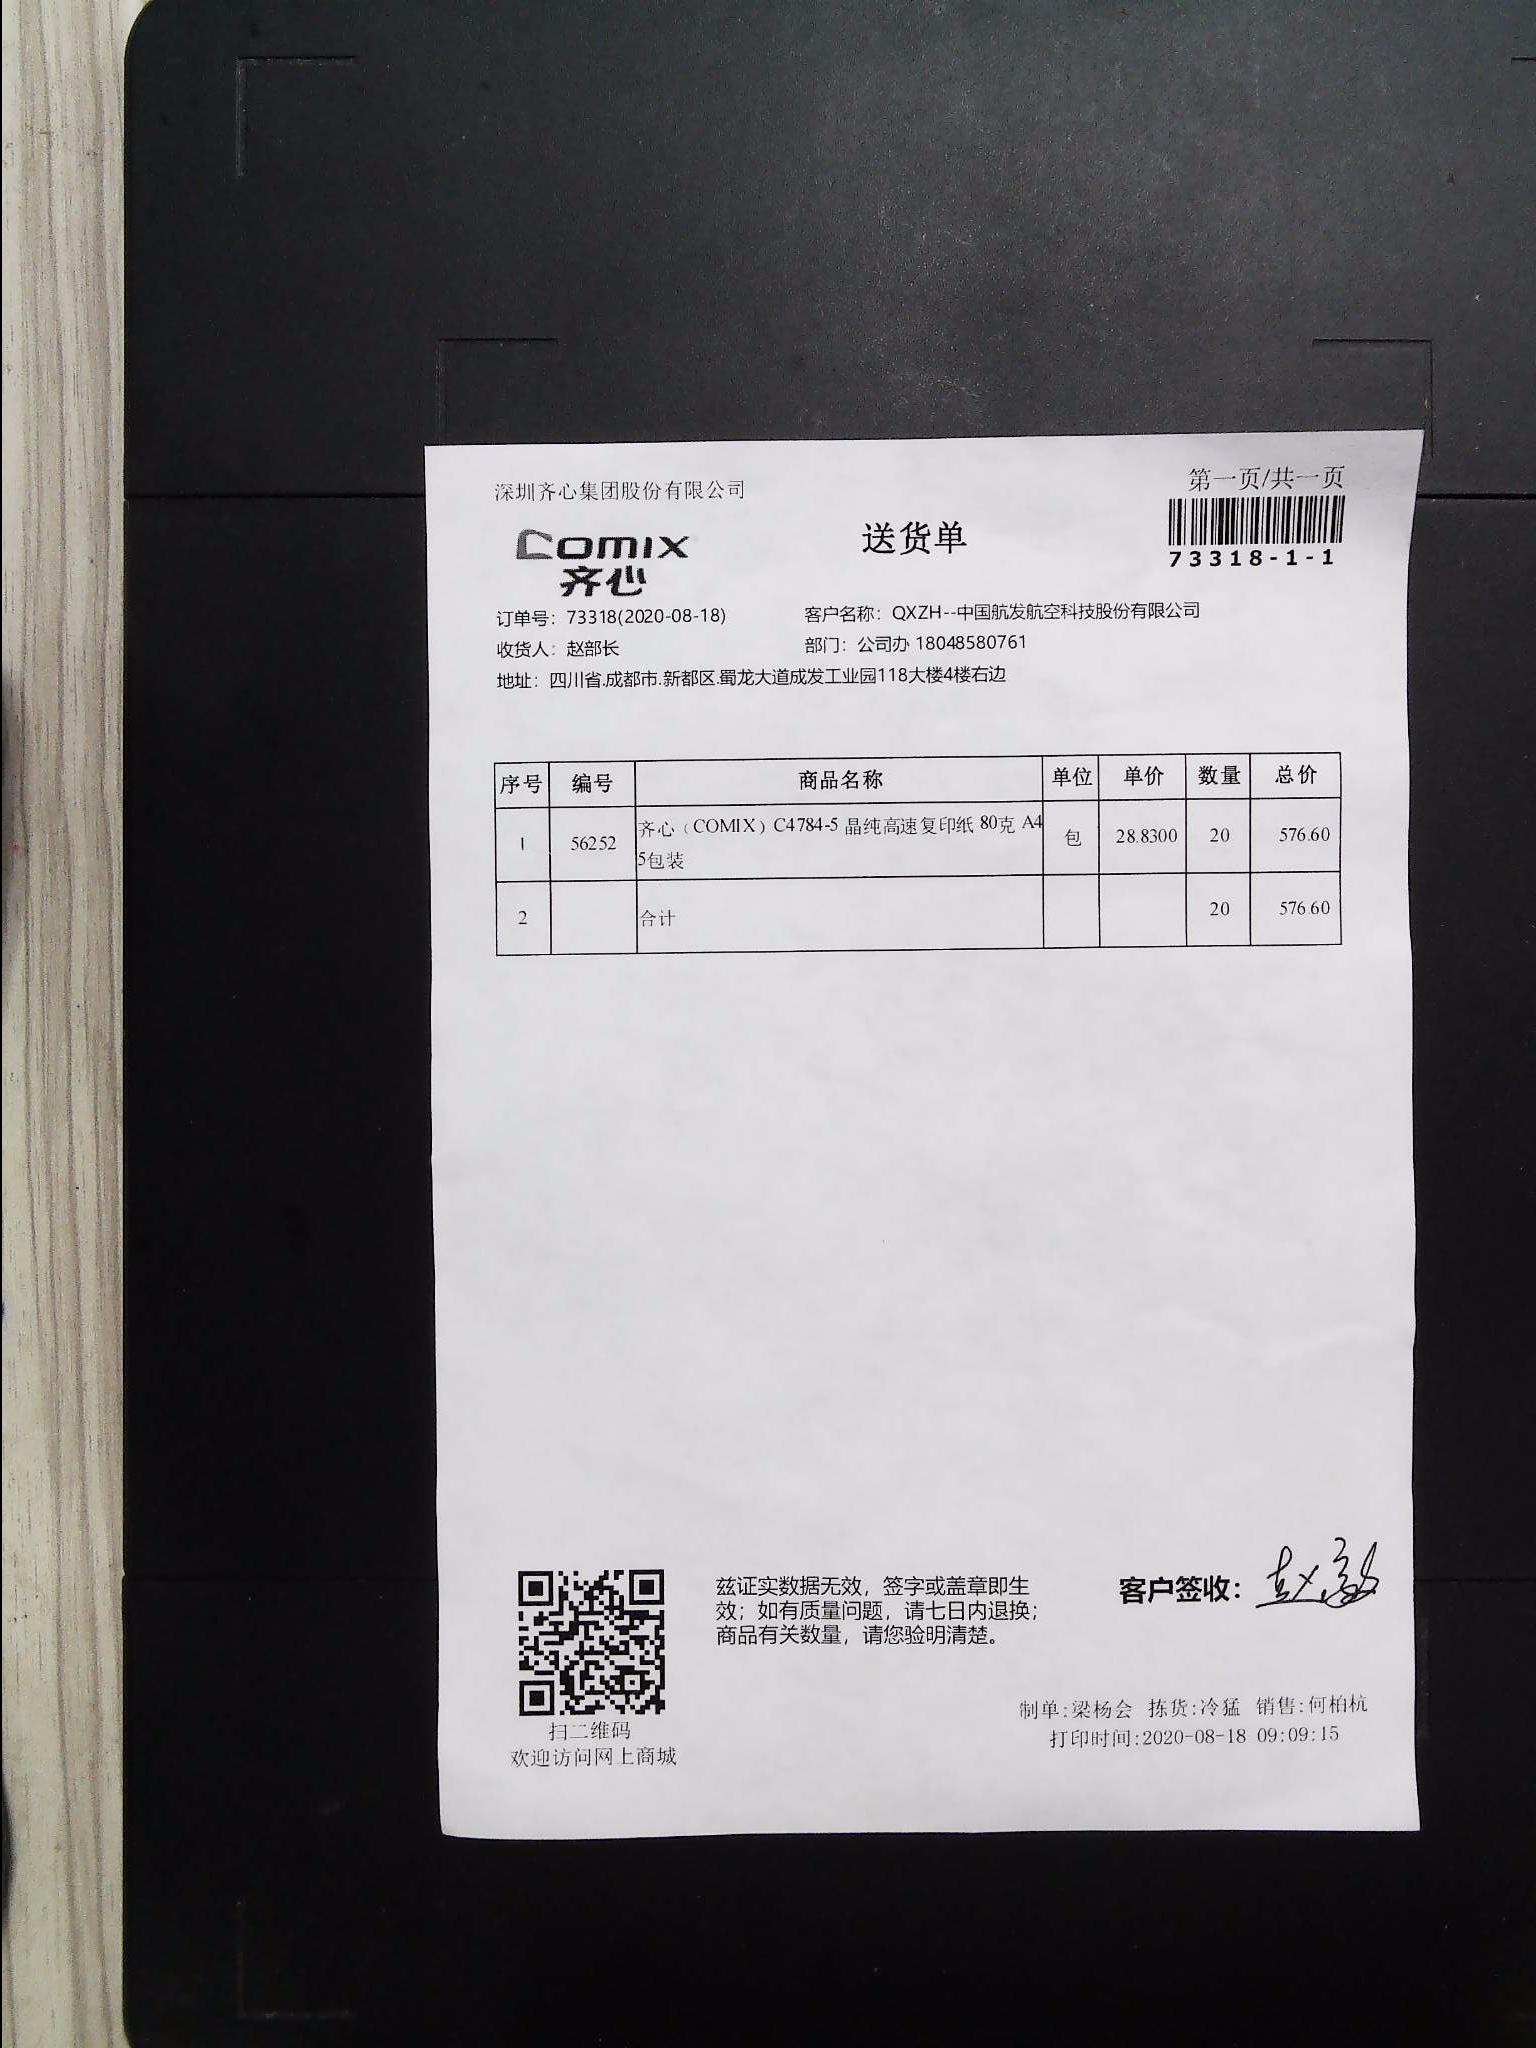 深圳齐心集团股份有限公司
第一页/共一页
comix
齐心
送货单
73318-1-1
订单号：73318(2020-08-18) 客户名称：QXZH--中国航发航空科技股份有限公司
收货人：赵部长 部门：公司办 18048580761
地址：四川省.成都市.新都区.蜀龙大道成发工业园118大楼4楼右边
序号 编号 商品名称 单位 单价 数量 总价
1 56252 齐心（COMIX）C4784-5 晶纯高速复印纸 80克 A4 包 28.8300 20 576.60
5包装
2 合计 20 576.60
兹证实数据无效，签字或盖章即生
效；如有质量问题，请七日内退换；
商品有关数量，请您验明清楚。
客户签收：赵
扫二维码
欢迎访问网上商城
制单:梁杨会 拣货:冷猛 销售:何柏杭
打印时间:2020-08-18 09:09:15